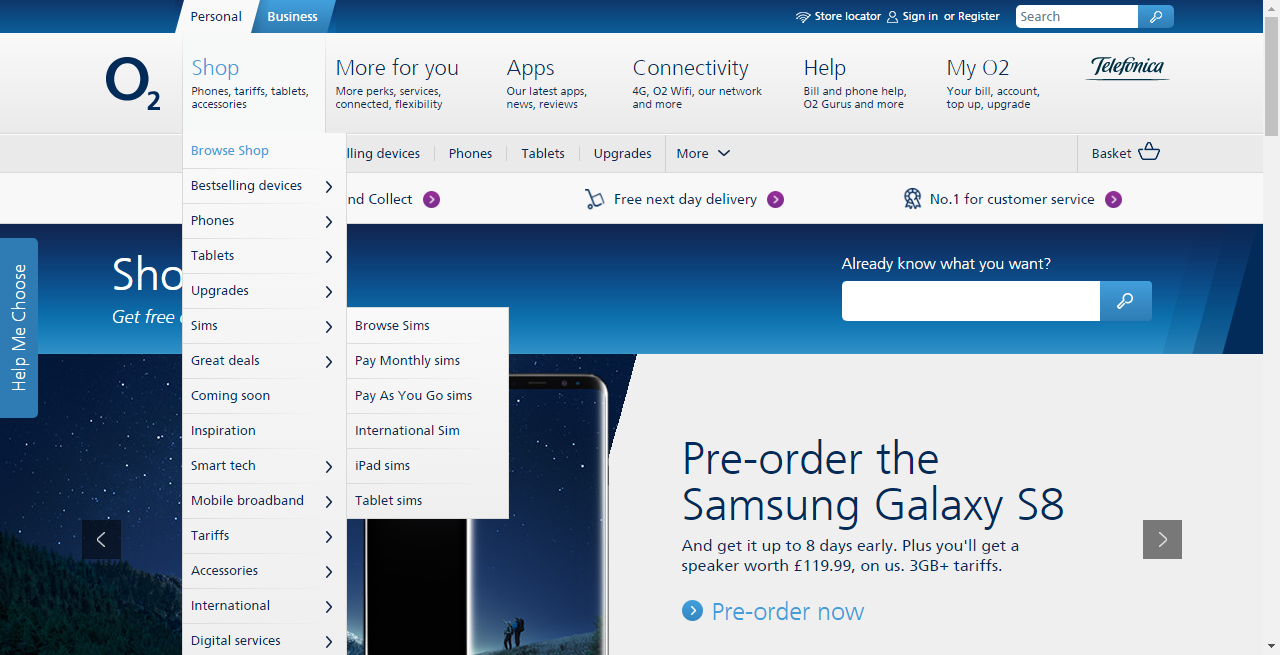 Personal
Business
Store locator
Sign in or Register
Search
O2
Shop
Phones, tariffs, tablets,
accessories
More for you
More perks, services,
connected, flexibility
Apps
Our latest apps,
news, reviews
Connectivity
4G, O2 Wifi, our network
and more
Help
Bill and phone help,
O2 Gurus and more
My O2
Your bill, account,
top up, upgrade
Telefónica
lling devices
Phones
Tablets
Upgrades
More
Basket
nd Collect
Free next day delivery
No.1 for customer service
Help Me Choose
Sho
Get free
Already know what you want?
Browse Shop
Bestselling devices
Phones
Tablets
Upgrades
Sims
Great deals
Coming soon
Inspiration
Smart tech
Mobile broadband
Tariffs
Accessories
International
Digital services
Browse Sims
Pay Monthly sims
Pay As You Go sims
International Sim
iPad sims
Tablet sims
Pre-order the
Samsung Galaxy S8
And get it up to 8 days early. Plus you'll get a
speaker worth £119.99, on us. 3GB+ tariffs.
Pre-order now